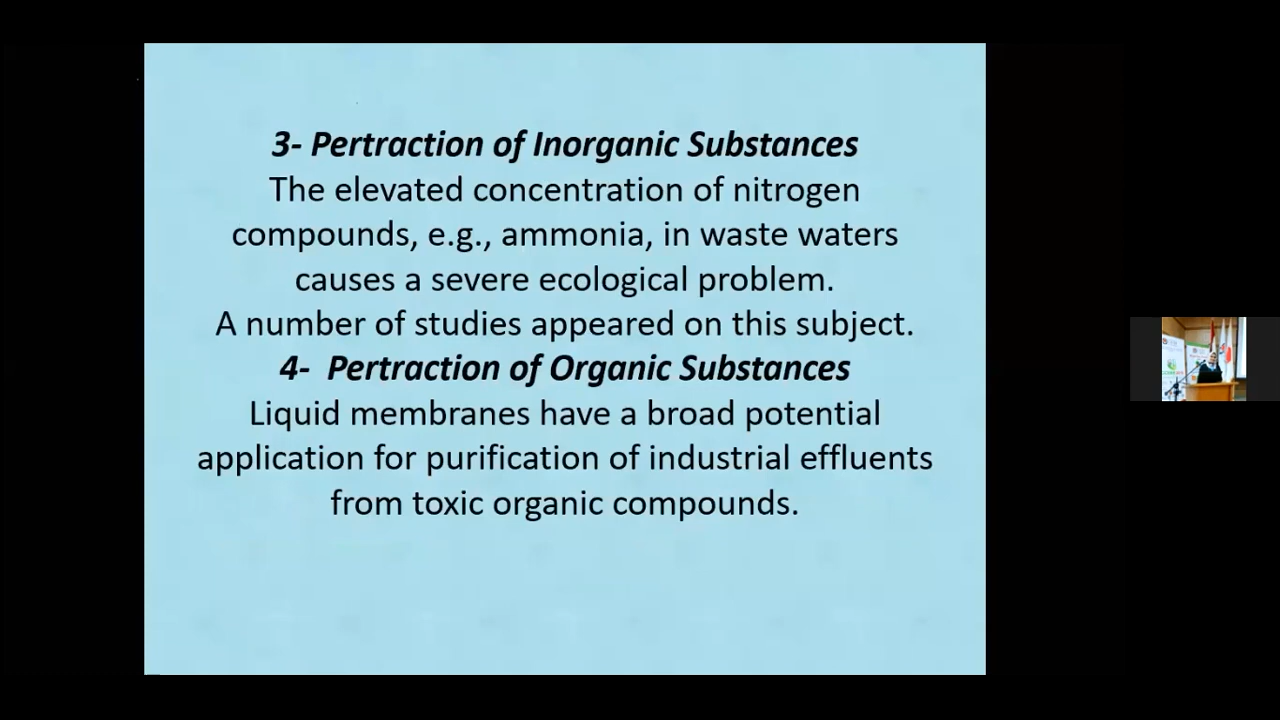 3- Pertraction of Inorganic Substances
The elevated concentration of nitrogen
compounds, e.g., ammonia, in waste waters
causes a severe ecological problem.
A number of studies appeared on this subject.
4- Pertraction of Organic Substances
Liquid membranes have a broad potential
application for purification of industrial effluents
from toxic organic compounds.